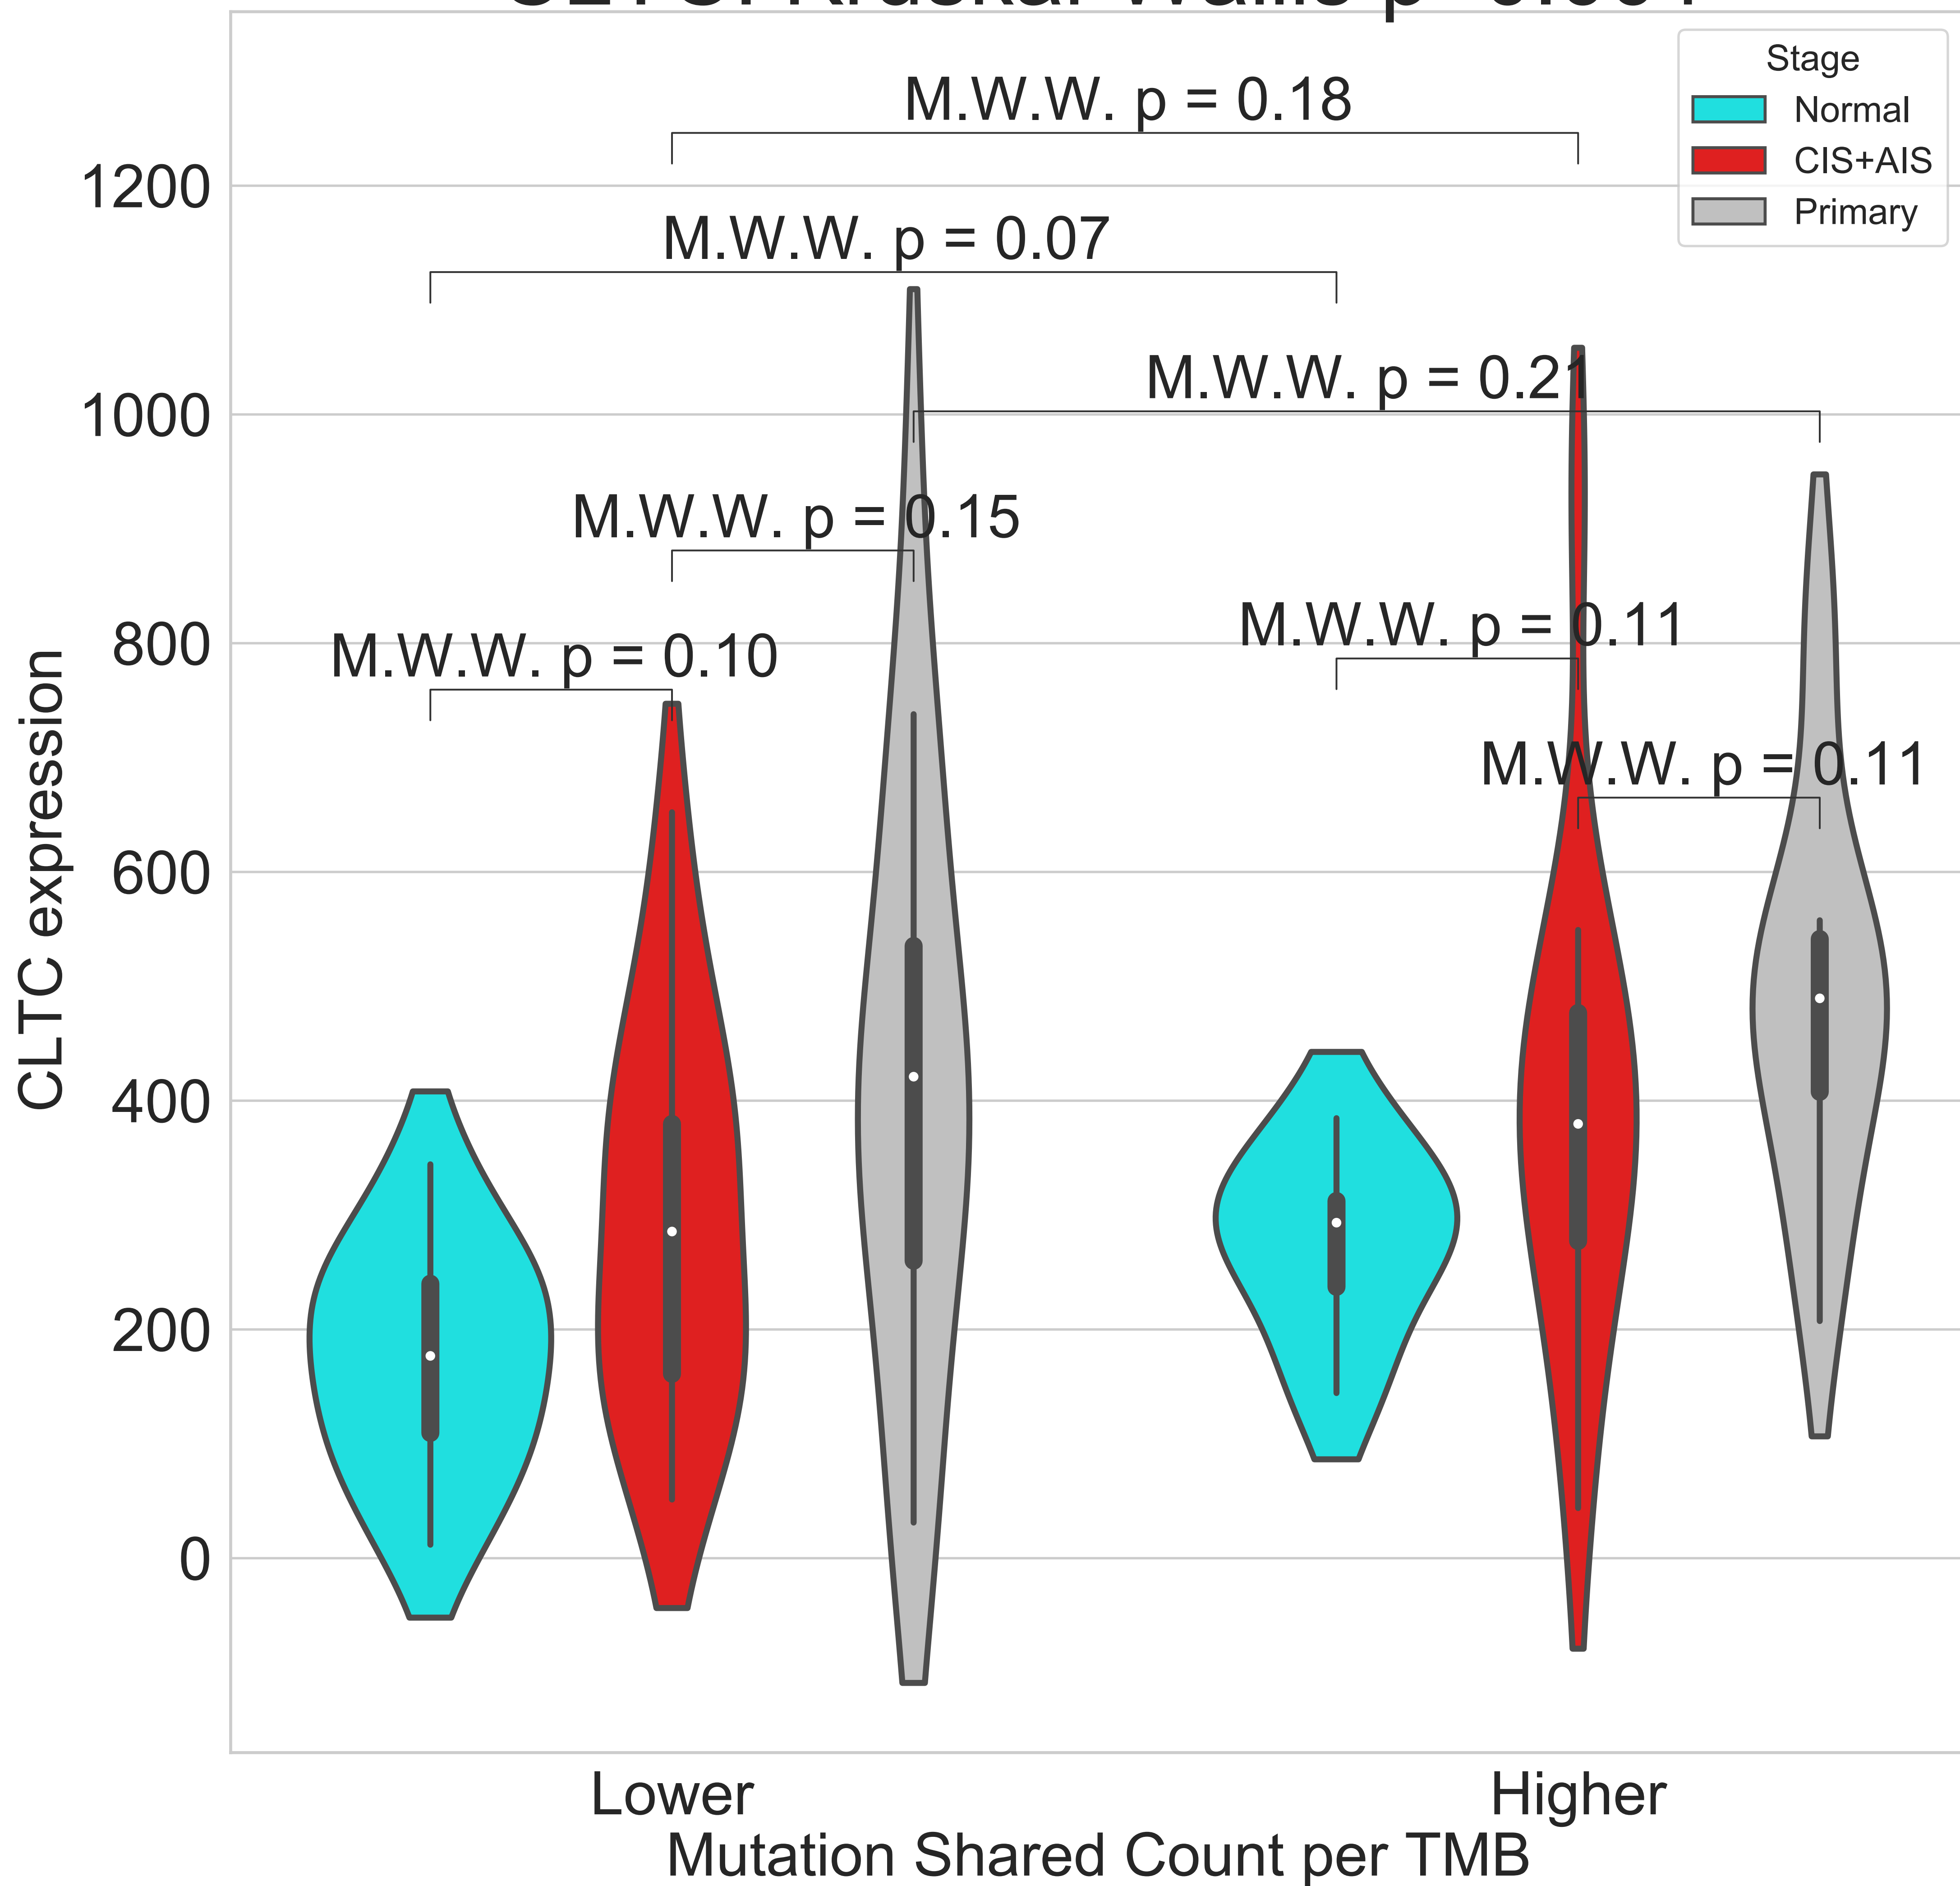 Stage
Normal
CIS+AIS
Primary
M.W.W. p = 0.18
M.W.W. p = 0.07
M.W.W. p = 0.21
M.W.W. p = 0.15
M.W.W. p = 0.11
M.W.W. p = 0.10
M.W.W. p = 0.11
1200
1000
800
600
400
200
0
CLTC expression
Lower
Higher
Mutation Shared Count per TMB